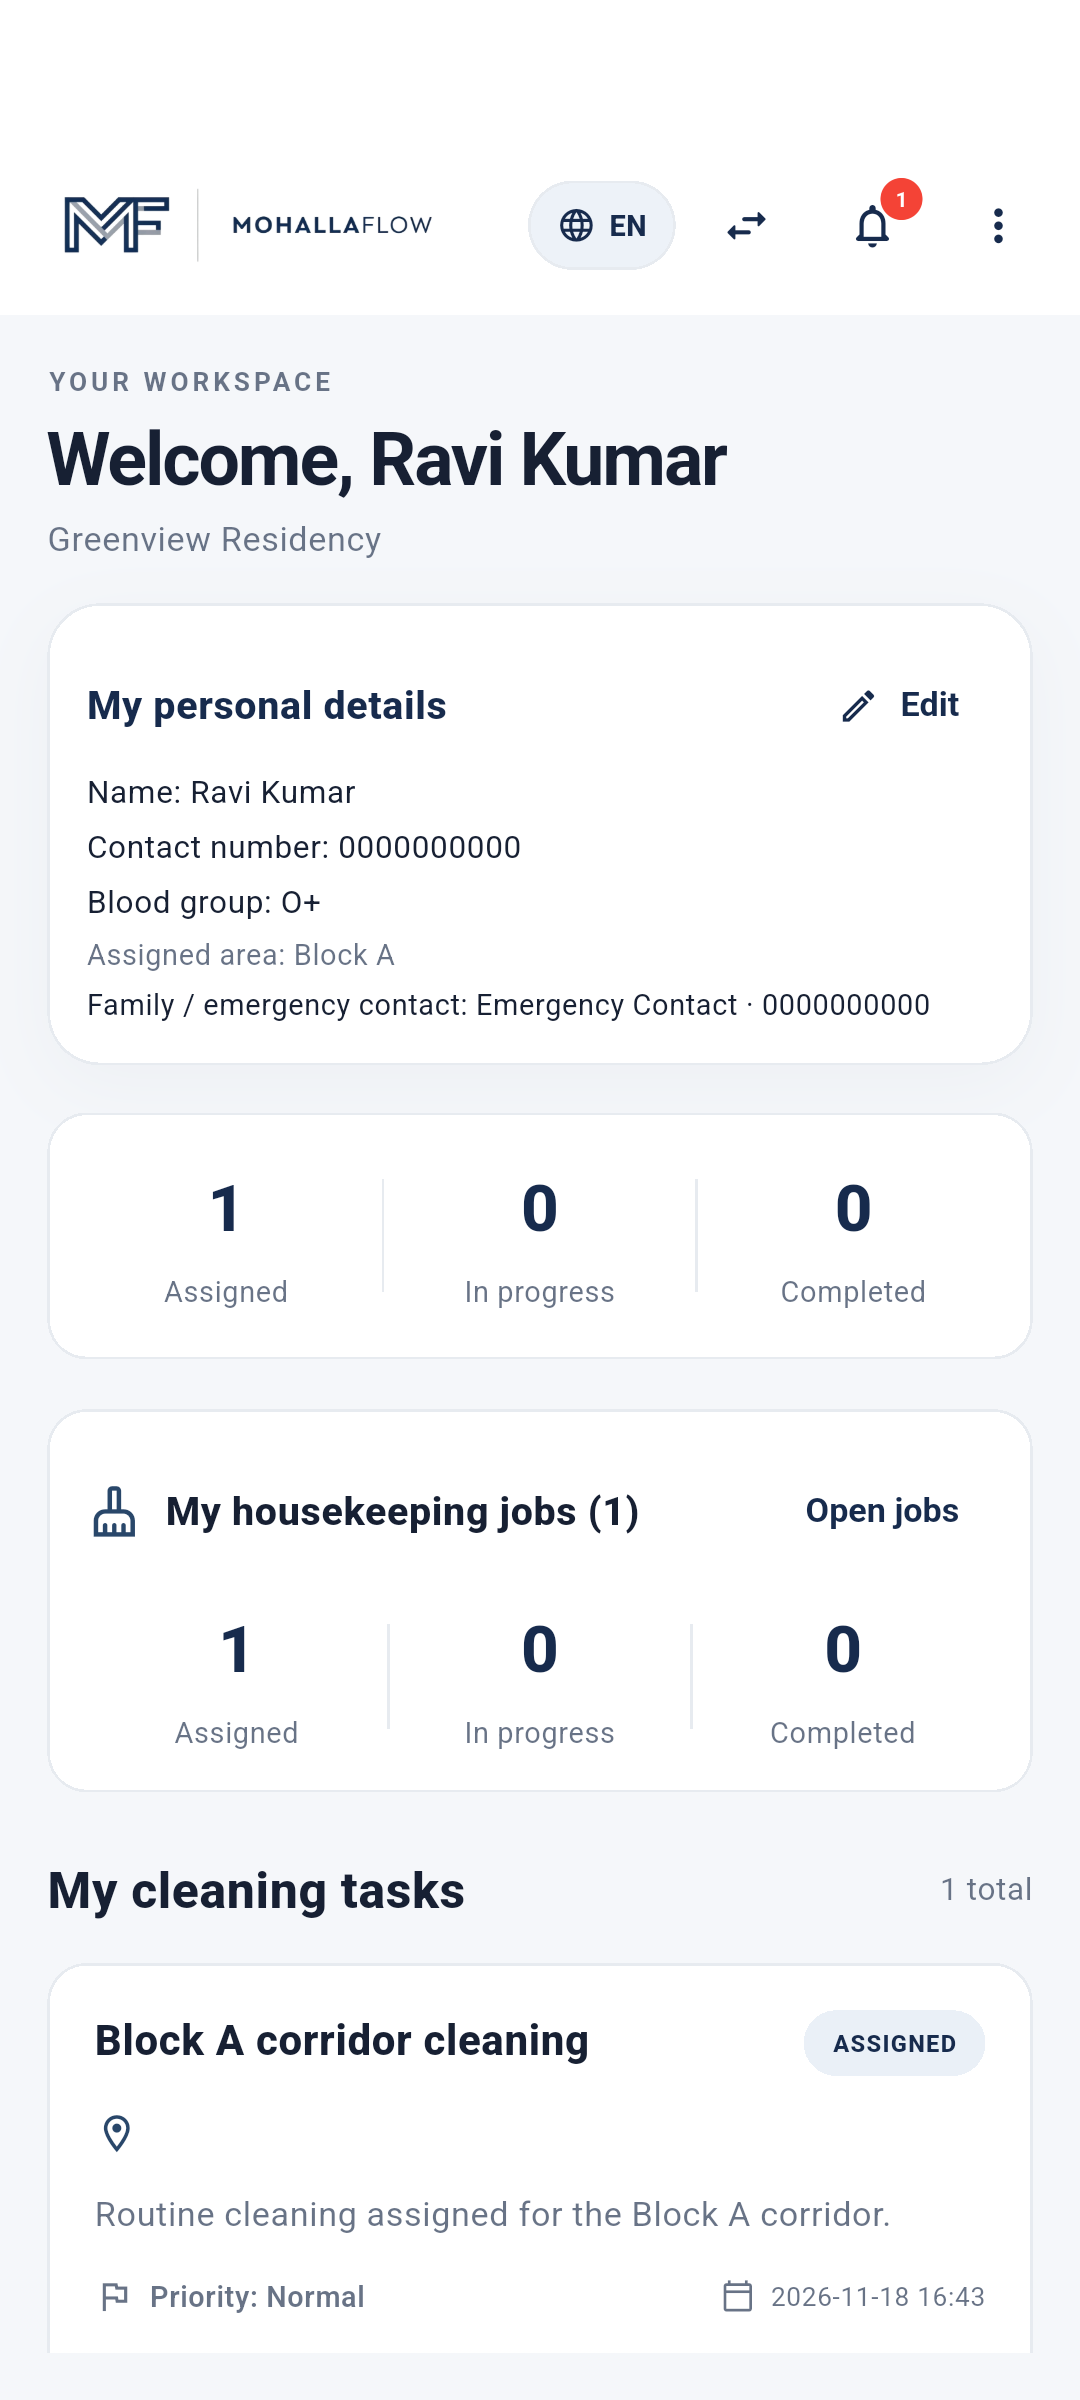 MF MOHALLAFLOW EN 1
YOUR WORKSPACE
Welcome, Ravi Kumar
Greenview Residency
My personal details Edit
Name: Ravi Kumar
Contact number: 0000000000
Blood group: O+
Assigned area: Block A
Family / emergency contact: Emergency Contact · 0000000000
1 0 0
Assigned In progress Completed
My housekeeping jobs (1) Open jobs
1 0 0
Assigned In progress Completed
My cleaning tasks 1 total
Block A corridor cleaning ASSIGNED
Routine cleaning assigned for the Block A corridor.
Priority: Normal 2026-11-18 16:43